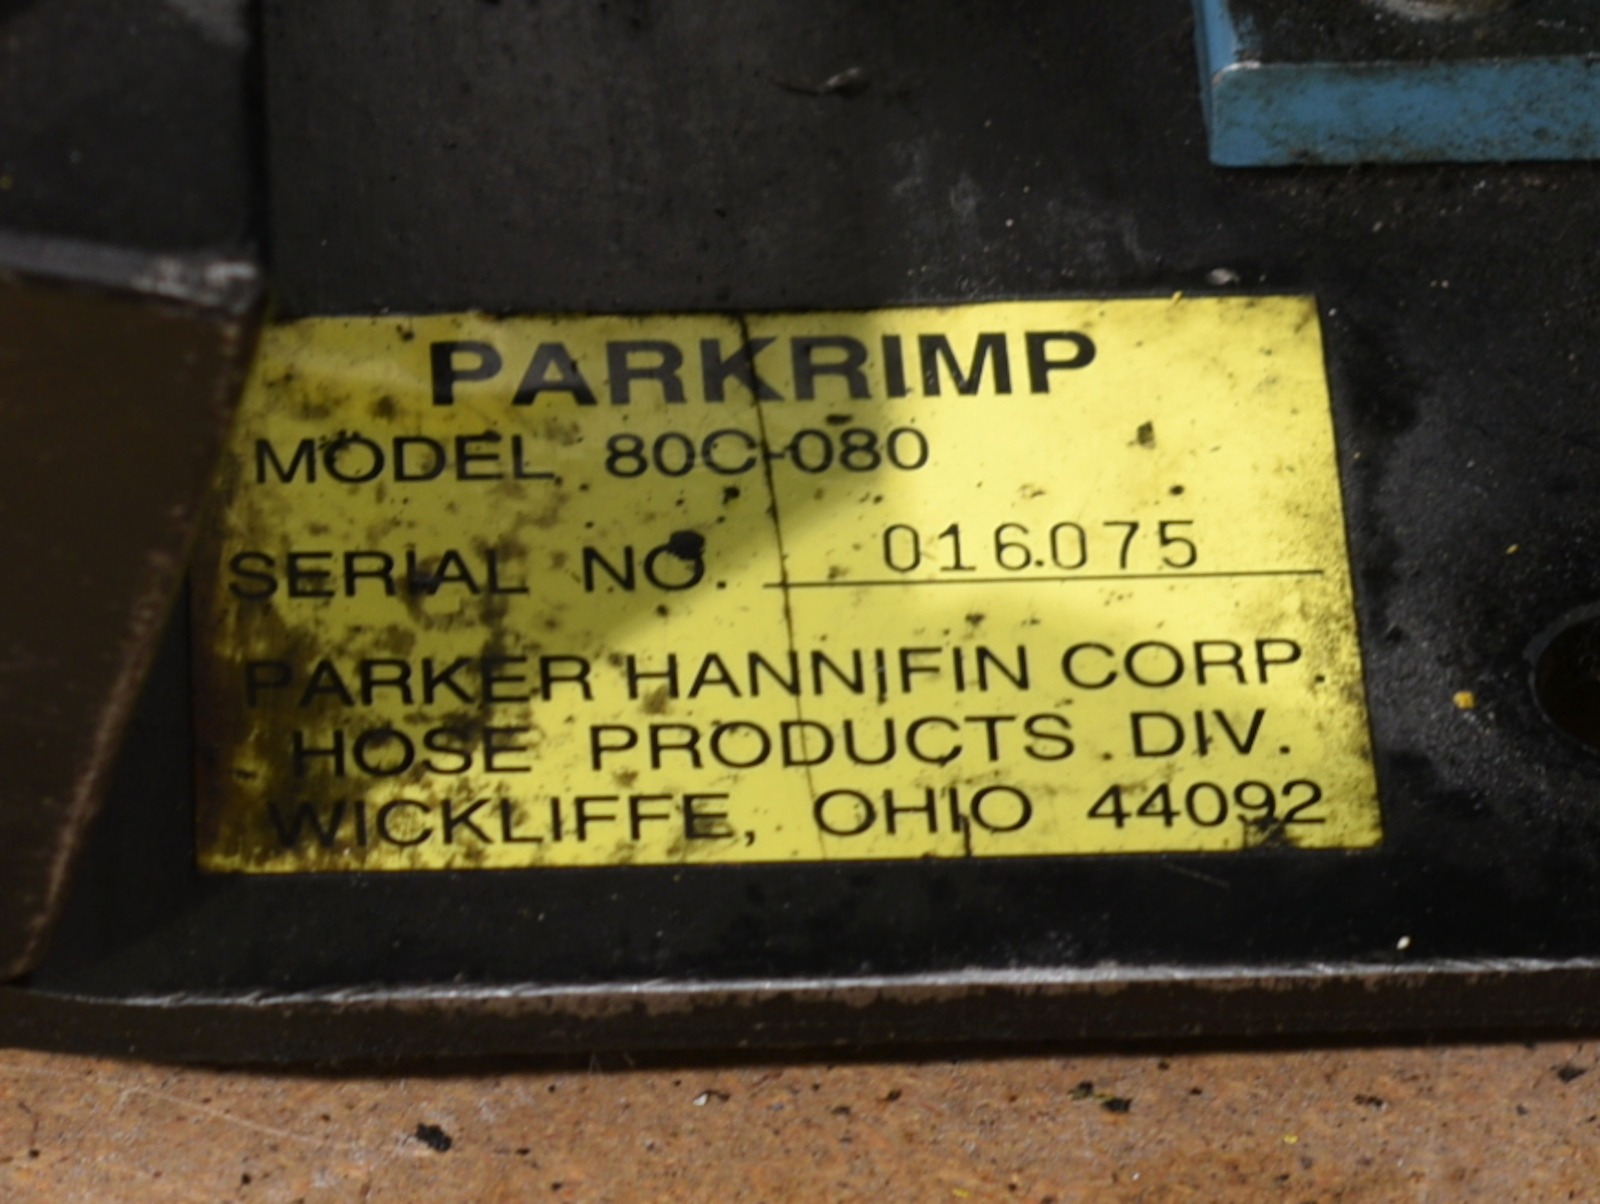 PARKRIMP
MODEL 80C-080
SERIAL NO. 016075
PARKER HANNIFIN CORP.
HOSE PRODUCTS DIV.
WICKLIFFE, OHIO 44092